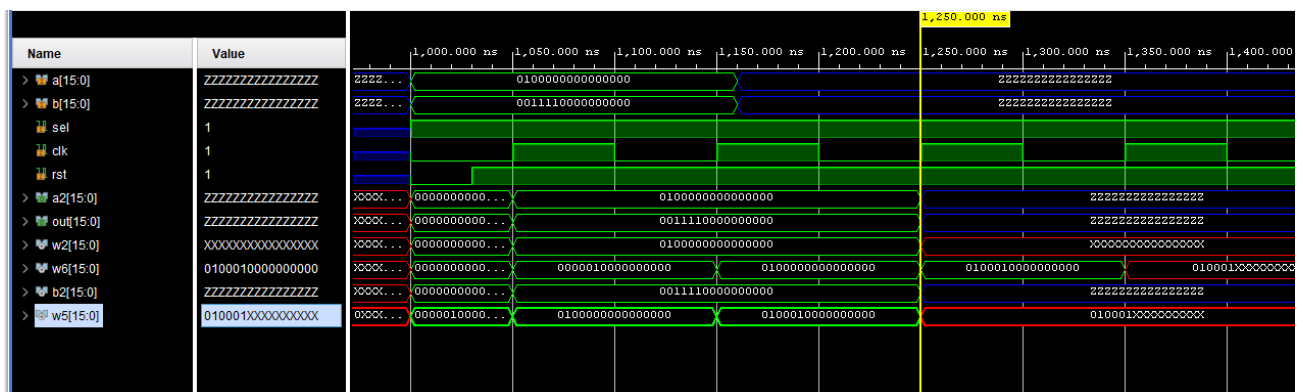 1,250.000 ns
Name Value 1,000.000 ns 1,050.000 ns 1,100.000 ns 1,150.000 ns 1,200.000 ns 1,250.000 ns 1,300.000 ns 1,350.000 ns 1,400.000
a[15:0] ZZZZZZZZZZZZZZZZ ZZZZ... 0100000000000000 ZZZZZZZZZZZZZZZZ
b[15:0] ZZZZZZZZZZZZZZZZ ZZZZ... 0011110000000000 ZZZZZZZZZZZZZZZZ
sel 1
clk 1
rst 1
a2[15:0] ZZZZZZZZZZZZZZZZ XXXX... 0000000000... 0100000000000000 ZZZZZZZZZZZZZZZZ
out[15:0] ZZZZZZZZZZZZZZZZ XXXX... 0000000000... 0011110000000000 ZZZZZZZZZZZZZZZZ
w2[15:0] XXXXXXXXXXXXXXXX XXXX... 0000000000... 0100000000000000 XXXXXXXXXXXXXXXX
w6[15:0] 0100010000000000 XXXX... 0000000000... 0000010000000000 0100000000000000 0100010000000000 010001XXXXXXXX
b2[15:0] ZZZZZZZZZZZZZZZZ XXXX... 0000000000... 0011110000000000 ZZZZZZZZZZZZZZZZ
w5[15:0] 010001XXXXXXXXXX 0XXX... 0000010000... 0100000000000000 0100010000000000 010001XXXXXXXXXX